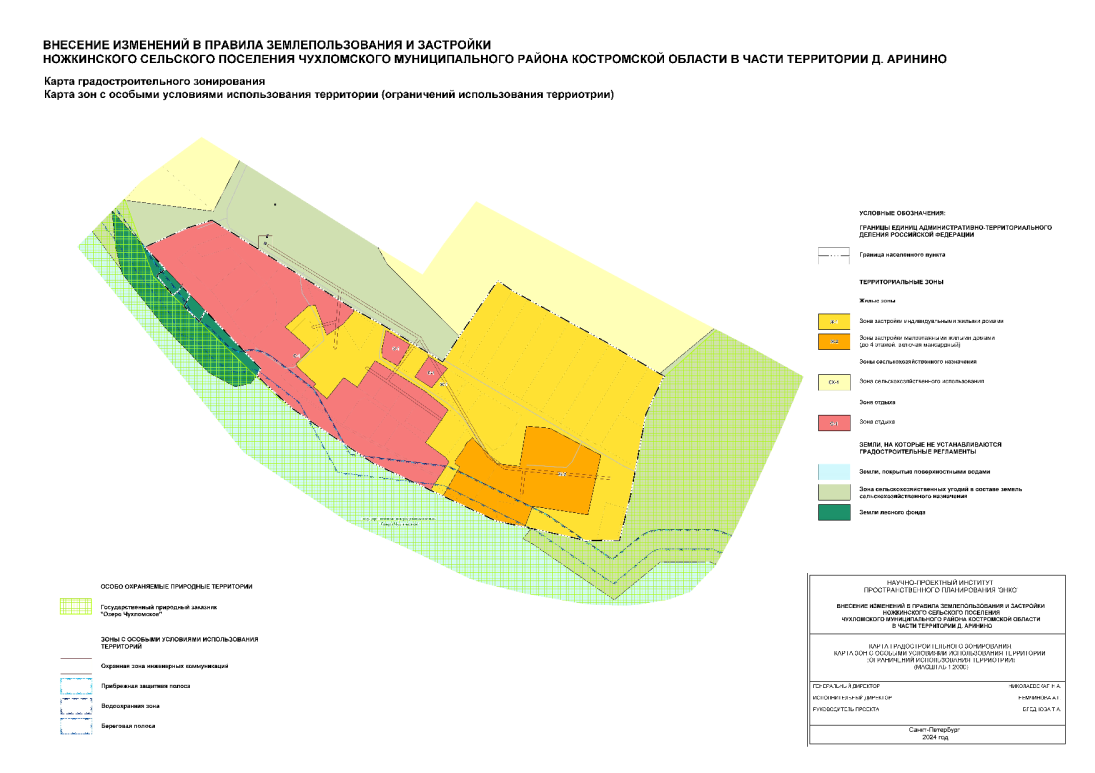 ВНЕСЕНИЕ ИЗМЕНЕНИЙ В ПРАВИЛА ЗЕМЛЕПОЛЬЗОВАНИЯ И ЗАСТРОЙКИ
НОЖКИНСКОГО СЕЛЬСКОГО ПОСЕЛЕНИЯ ЧУХЛОМСКОГО МУНИЦИПАЛЬНОГО РАЙОНА КОСТРОМСКОЙ ОБЛАСТИ В ЧАСТИ ТЕРРИТОРИИ Д. АРИНИНО
Карта градостроительного зонирования
Карта зон с особыми условиями использования территории (ограничений использования терриотрии)
УСЛОВНЫЕ ОБОЗНАЧЕНИЯ:
ГРАНИЦЫ ЕДИНИЦ АДМИНИСТРАТИВНО-ТЕРРИТОРИАЛЬНОГО
ДЕЛЕНИЯ РОССИЙСКОЙ ФЕДЕРАЦИИ
Граница населенного пункта
ТЕРРИТОРИАЛЬНЫЕ ЗОНЫ
Жилые зоны
Зона застройки индивидуальными жилыми домами
Зона застройки малоэтажными жилыми домами
(до 4 этажей, включая мансардный)
Зоны сельскохозяйственного назначения
СХ-1
Зона сельскохозяйственного использования
Зона отдыха
Зона отдыха
ЗЕМЛИ, НА КОТОРЫЕ НЕ УСТАНАВЛИВАЮТСЯ
ГРАДОСТРОИТЕЛЬНЫЕ РЕГЛАМЕНТЫ
Земли, покрытые поверхностными водами
Зона сельскохозяйственных угодий в составе земель
сельскохозяйственного назначения
Земли лесного фонда
ОСОБО ОХРАНЯЕМЫЕ ПРИРОДНЫЕ ТЕРРИТОРИИ
Государственный природный заказник
"Озеро Чухломское"
ЗОНЫ С ОСОБЫМИ УСЛОВИЯМИ ИСПОЛЬЗОВАНИЯ
ТЕРРИТОРИЙ
Охранная зона инженерных коммуникаций
Прибрежная защитная полоса
Водоохранная зона
Береговая полоса
НАУЧНО-ПРОЕКТНЫЙ ИНСТИТУТ
ПРОСТРАНСТВЕННОГО ПЛАНИРОВАНИЯ "ЭНКО"
ВНЕСЕНИЕ ИЗМЕНЕНИЙ В ПРАВИЛА ЗЕМЛЕПОЛЬЗОВАНИЯ И ЗАСТРОЙКИ
НОЖКИНСКОГО СЕЛЬСКОГО ПОСЕЛЕНИЯ
ЧУХЛОМСКОГО МУНИЦИПАЛЬНОГО РАЙОНА КОСТРОМСКОЙ ОБЛАСТИ
В ЧАСТИ ТЕРРИТОРИИ Д. АРИНИНО
КАРТА ГРАДОСТРОИТЕЛЬНОГО ЗОНИРОВАНИЯ
КАРТА ЗОН С ОСОБЫМИ УСЛОВИЯМИ ИСПОЛЬЗОВАНИЯ ТЕРРИТОРИИ
(ОГРАНИЧЕНИЙ ИСПОЛЬЗОВАНИЯ ТЕРРИОТРИИ)
(МАСШТАБ 1:2000)
ГЕНЕРАЛЬНЫЙ ДИРЕКТОР
ИСПОЛНИТЕЛЬНЫЙ ДИРЕКТОР
РУКОВОДИТЕЛЬ ПРОЕКТА
Санкт-Петербург
2024 год